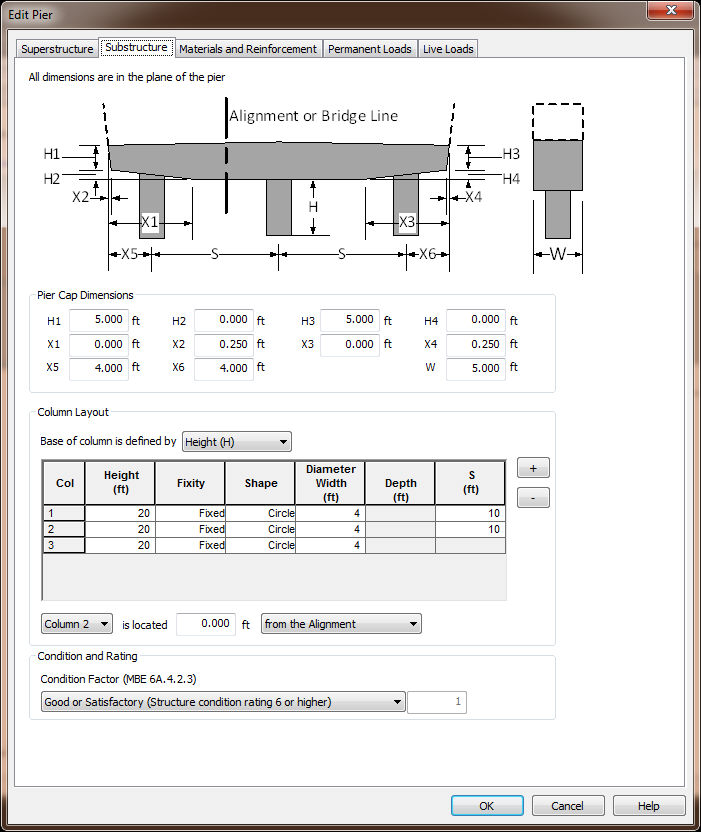 Edit Pier
Superstructure Substructure Materials and Reinforcement Permanent Loads Live Loads
All dimensions are in the plane of the pier
Alignment or Bridge Line
H1 H3
H2 H4
X2 X4
H
X1 X3
X5 S S X6 W
Pier Cap Dimensions
H1 5.000 ft H2 0.000 ft H3 5.000 ft H4 0.000 ft
X1 0.000 ft X2 0.250 ft X3 0.000 ft X4 0.250 ft
X5 4.000 ft X6 4.000 ft W 5.000 ft
Column Layout
Base of column is defined by Height (H)
Col Height (ft) Fixity Shape Diameter Width (ft) Depth (ft) S (ft) +
1 20 Fixed Circle 4 10 -
2 20 Fixed Circle 4 10
3 20 Fixed Circle 4
Column 2 is located 0.000 ft from the Alignment
Condition and Rating
Condition Factor (MBE 6A.4.2.3)
Good or Satisfactory (Structure condition rating 6 or higher) 1
OK Cancel Help